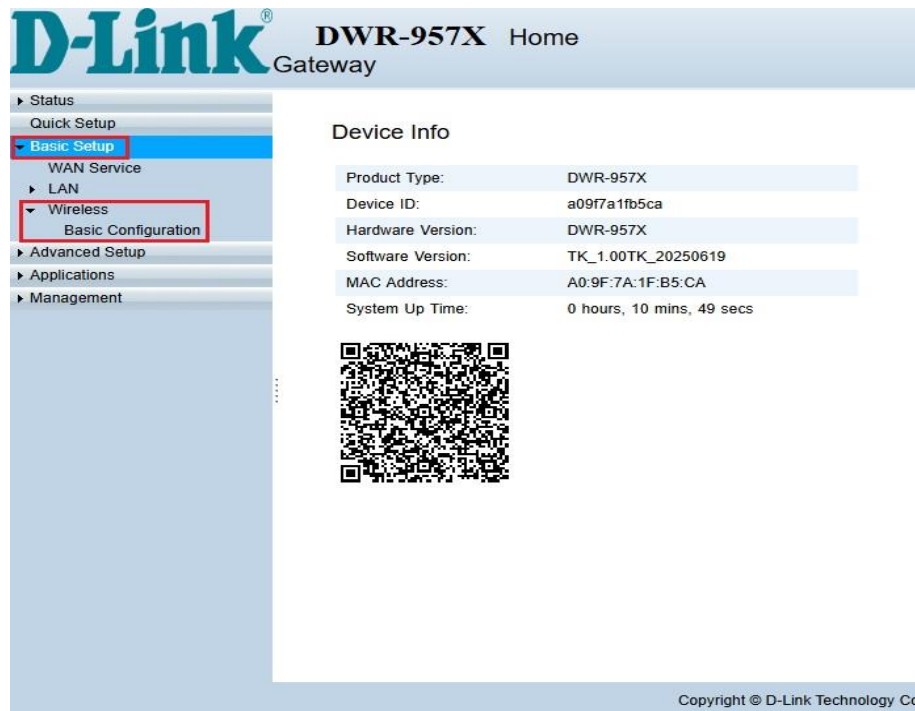 D-Link® DWR-957X Home
Gateway
Status
Quick Setup
Basic Setup
WAN Service
LAN
Wireless
Basic Configuration
Advanced Setup
Applications
Management
Device Info
Product Type: DWR-957X
Device ID: a09f7a1fb5ca
Hardware Version: DWR-957X
Software Version: TK_1.00TK_20250619
MAC Address: A0:9F:7A:1F:B5:CA
System Up Time: 0 hours, 10 mins, 49 secs
Copyright © D-Link Technology Co